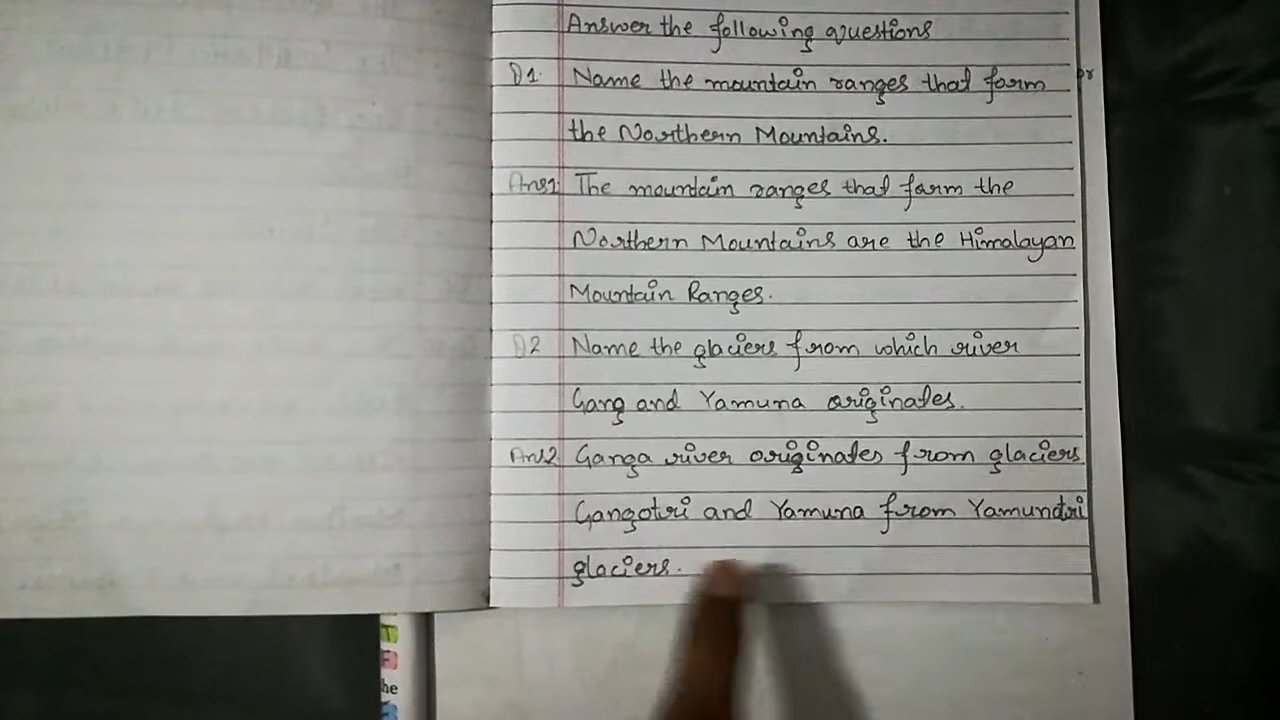 Answer the following questions
Q1. Name the mountain ranges that form
the Northern Mountains.
Ans1. The mountain ranges that form the
Northern Mountains are the Himalayan
Mountain Ranges.
Q2 Name the glaciers from which river
Gang and Yamuna originates.
Ans2 Ganga river originates from glaciers
Gangotri and Yamuna from Yamunotri
glaciers.
he